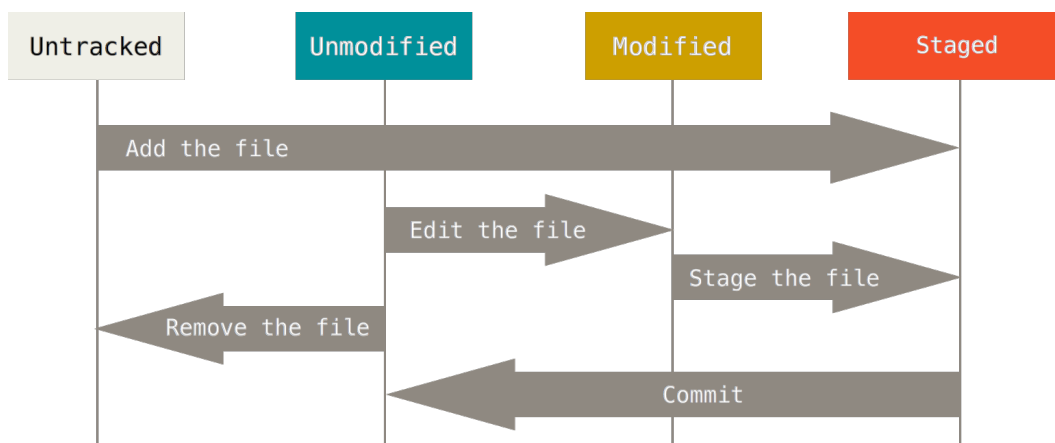 Untracked
Unmodified
Modified
Staged
Add the file
Edit the file
Stage the file
Remove the file
Commit